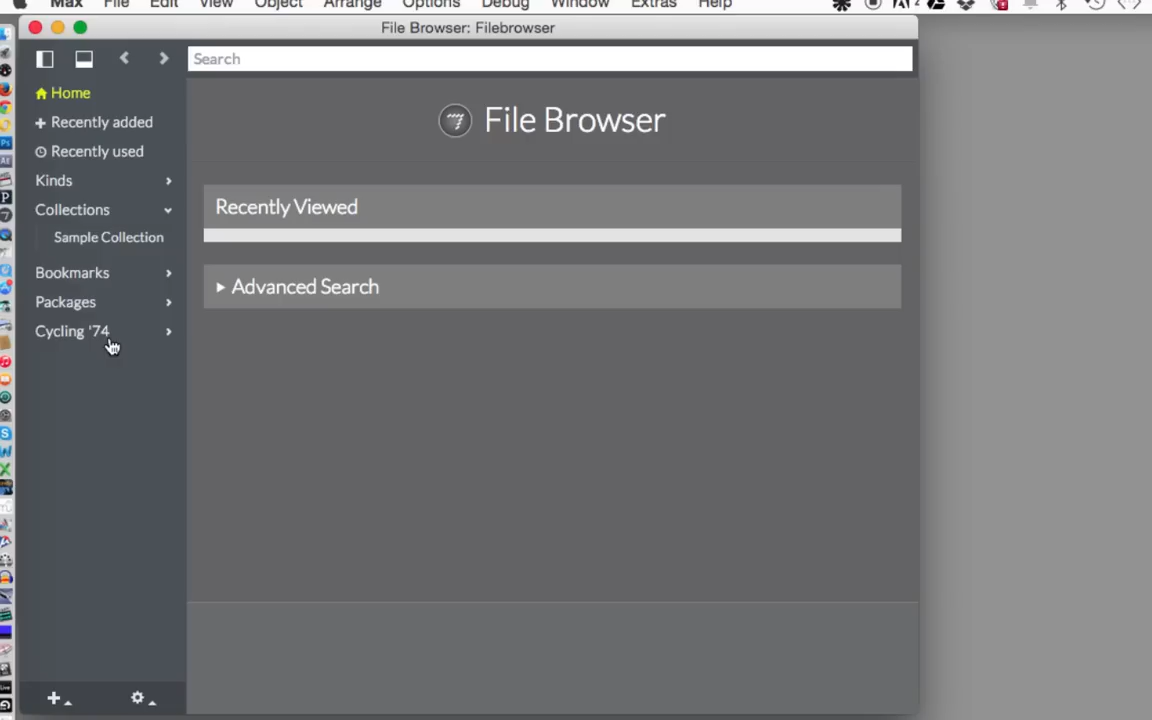 Max File Edit View Object Arrange Options Debug Window Extras Help
File Browser: Filebrowser
Search
Home
Recently added
Recently used
Kinds
Collections
Sample Collection
Bookmarks
Packages
Cycling '74
File Browser
Recently Viewed
Advanced Search